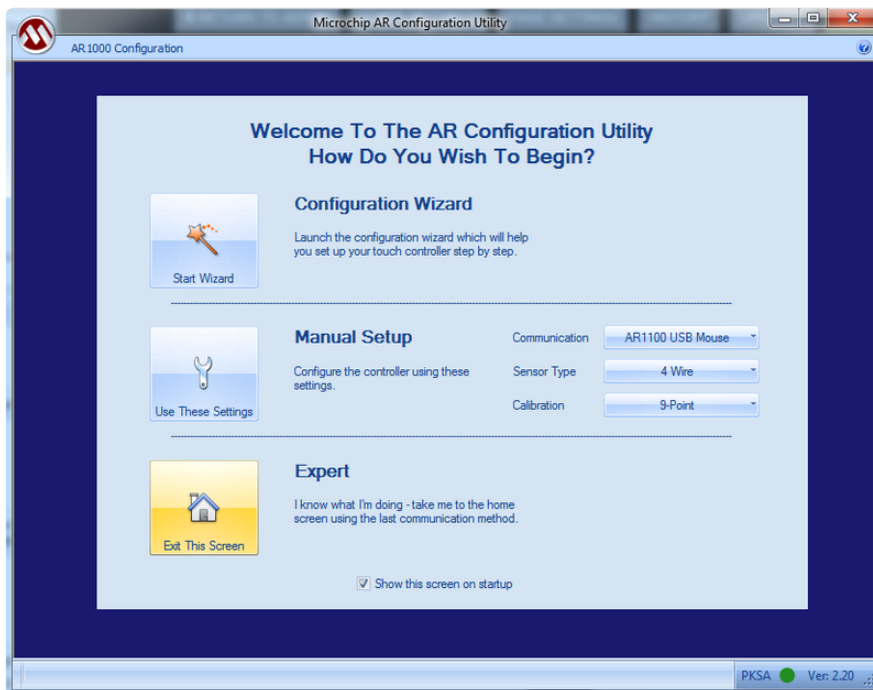 Microchip AR Configuration Utility
AR1000 Configuration
Welcome To The AR Configuration Utility
How Do You Wish To Begin?
Start Wizard
Configuration Wizard
Launch the configuration wizard which will help
you set up your touch controller step by step.
Use These Settings
Manual Setup
Configure the controller using these
settings.
Communication AR1100 USB Mouse
Sensor Type 4 Wire
Calibration 9-Point
Exit This Screen
Expert
I know what I'm doing - take me to the home
screen using the last communication method.
Show this screen on startup
PKSA Ver: 2.20